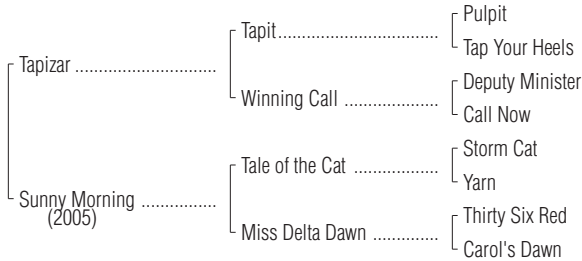 Pulpit
Tapit
Tap Your Heels
Tapizar
Deputy Minister
Winning Call
Call Now
Storm Cat
Tale of the Cat
Yarn
Sunny Morning
(2005)
Thirty Six Red
Miss Delta Dawn
Carol's Dawn